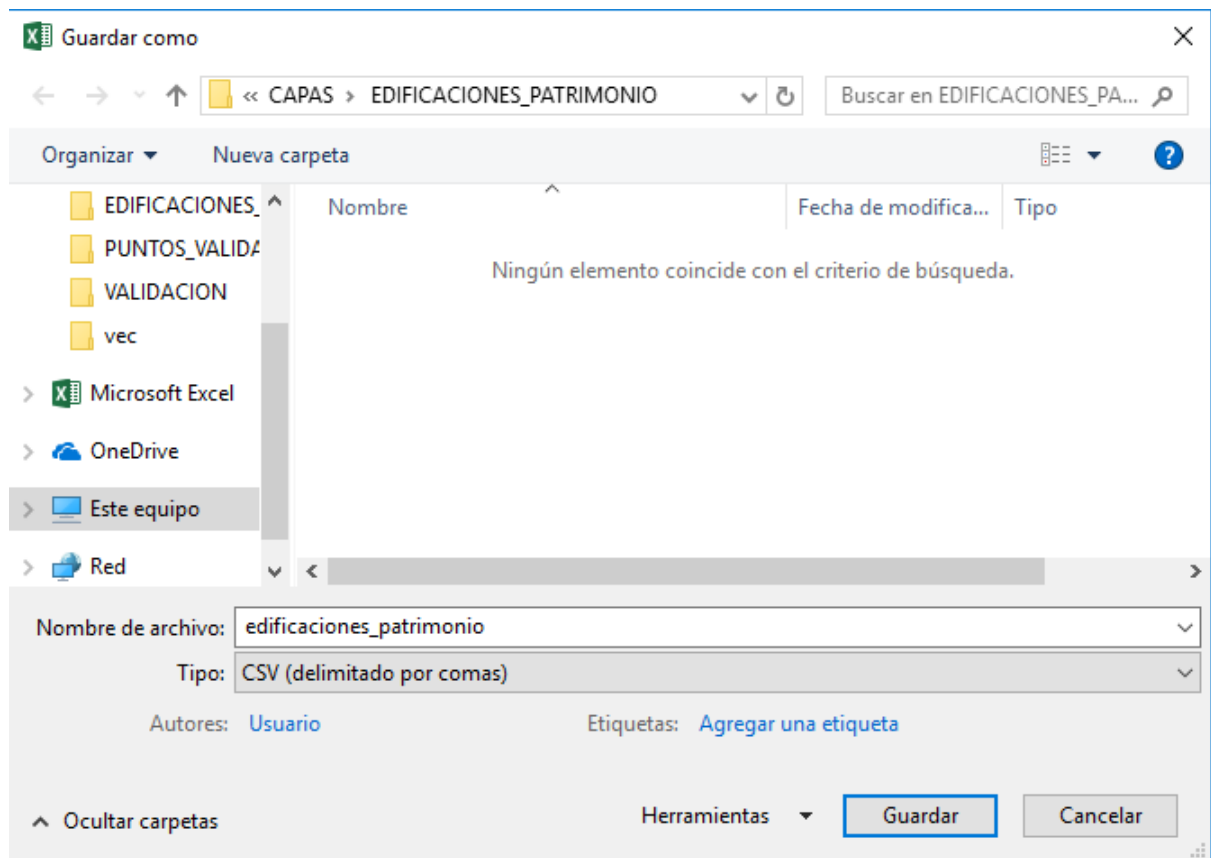 Guardar como
« CAPAS > EDIFICACIONES_PATRIMONIO
Buscar en EDIFICACIONES_PA...
Organizar
Nueva carpeta
?
EDIFICACIONES_
PUNTOS_VALIDA
VALIDACION
vec
Microsoft Excel
OneDrive
Este equipo
Red
Nombre
Fecha de modifica...
Tipo
Ningún elemento coincide con el criterio de búsqueda.
Nombre de archivo: edificaciones_patrimonio
Tipo: CSV (delimitado por comas)
Autores: Usuario
Etiquetas: Agregar una etiqueta
Ocultar carpetas
Herramientas
Guardar
Cancelar